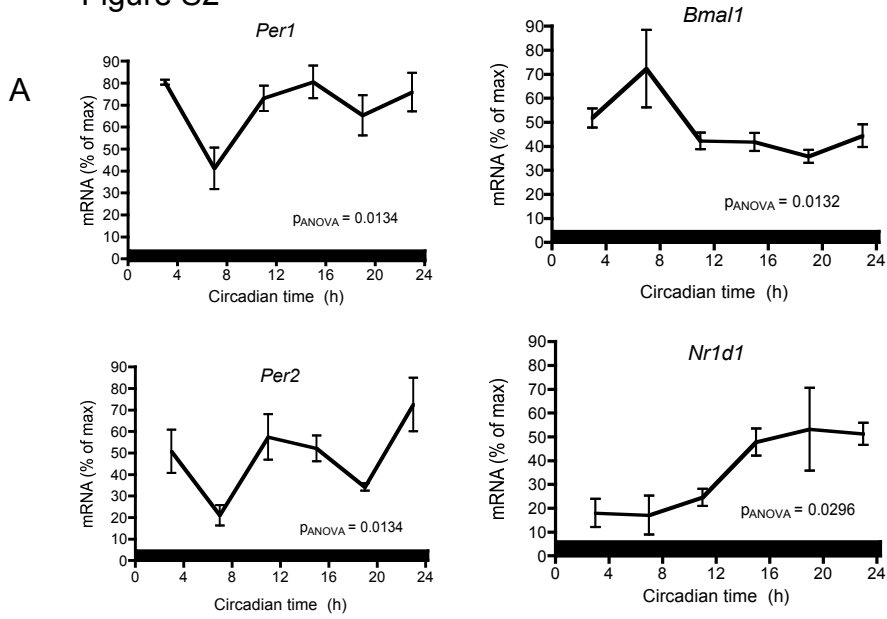 Figure S2
A
Per1
mRNA (% of max)
90
80
70
60
50
40
30
20
10
0
pANOVA = 0.0134
0 4 8 12 16 20 24
Circadian time (h)
Bmal1
mRNA (% of max)
90
80
70
60
50
40
30
20
10
0
pANOVA = 0.0132
0 4 8 12 16 20 24
Circadian time (h)
Per2
mRNA (% of max)
90
80
70
60
50
40
30
20
10
0
pANOVA = 0.0134
0 4 8 12 16 20 24
Circadian time (h)
Nr1d1
mRNA (% of max)
90
80
70
60
50
40
30
20
10
0
pANOVA = 0.0296
0 4 8 12 16 20 24
Circadian time (h)